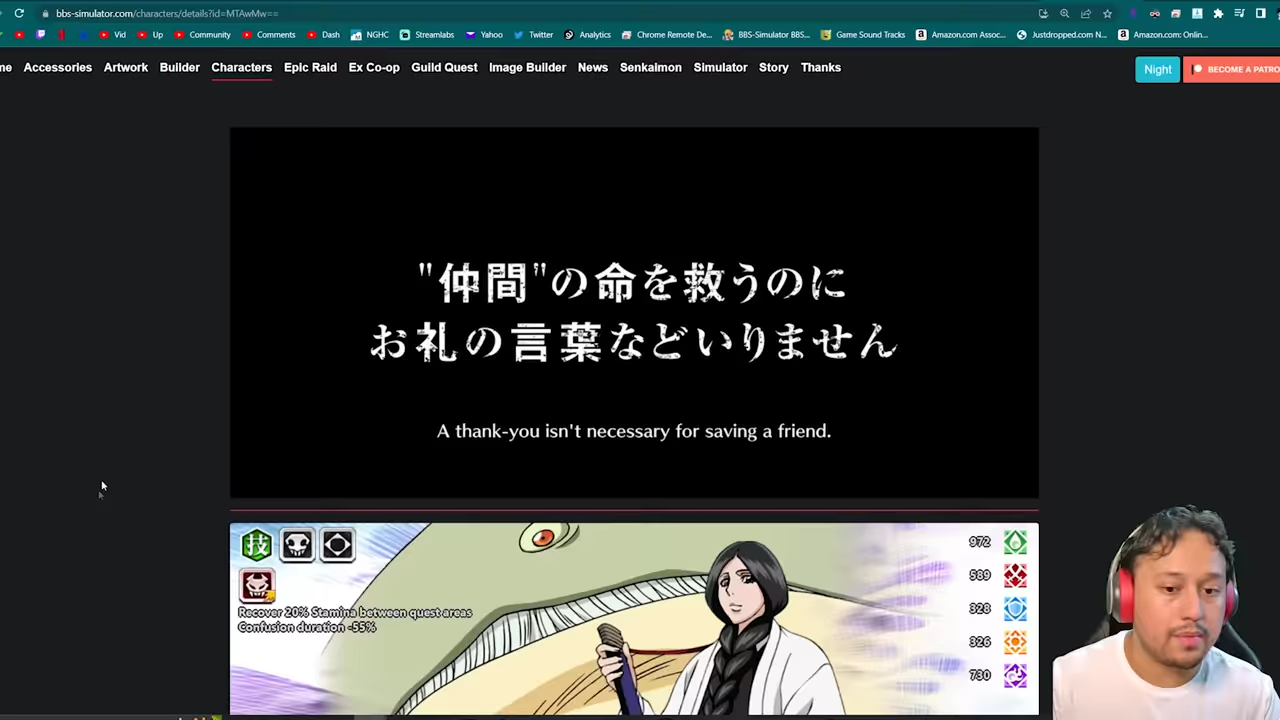 bbs-simulator.com/characters/details?id=MTAwMw==
Vid
Up
Community
Comments
Dash
NGHC
Streamlabs
Yahoo
Twitter
Analytics
Chrome Remote De...
BBS-Simulator BBS...
Game Sound Tracks
Amazon.com Assoc...
Justdropped.com N...
Amazon.com: Onlin...
me
Accessories
Artwork
Builder
Characters
Epic Raid
Ex Co-op
Guild Quest
Image Builder
News
Senkaimon
Simulator
Story
Thanks
Night
BECOME A PATRO
"仲間"の命を救うのに
お礼の言葉などいりません
A thank-you isn't necessary for saving a friend.
技
972
589
328
326
730
Recover 20% Stamina between quest areas
Confusion duration -55%